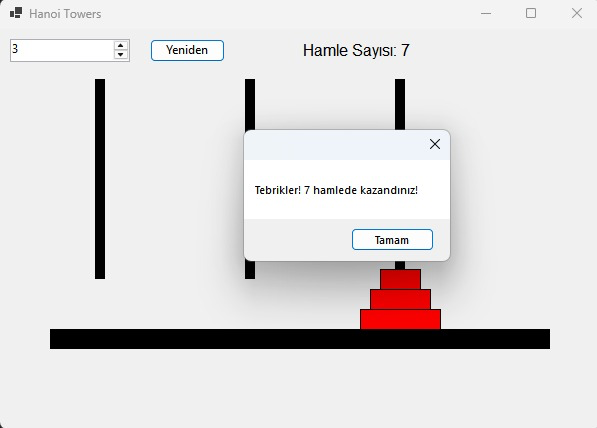 Hanoi Towers
3
Yeniden
Hamle Sayısı: 7
Tebrikler! 7 hamlede kazandınız!
Tamam